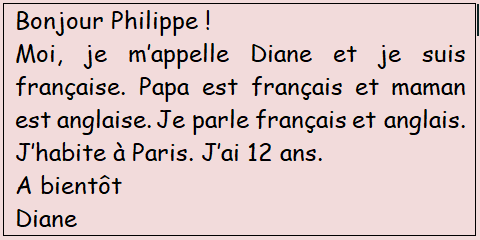 Bonjour Philippe !
Moi, je m’appelle Diane et je suis
française. Papa est français et maman
est anglaise. Je parle français et anglais.
J’habite à Paris. J’ai 12 ans.
A bientôt
Diane